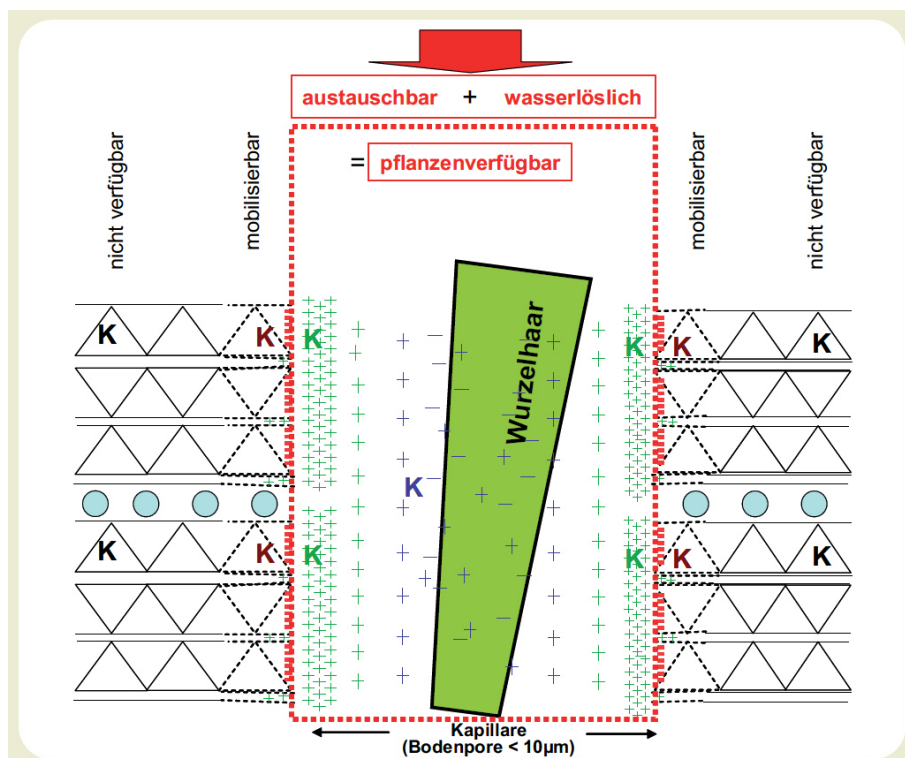 austauschbar + wasserlöslich
= pflanzenverfügbar
nicht verfügbar
mobilisierbar
mobilisierbar
nicht verfügbar
K K K K K K
Wurzelhaar
K
K K K K K K
Kapillare
(Bodenpore < 10µm)